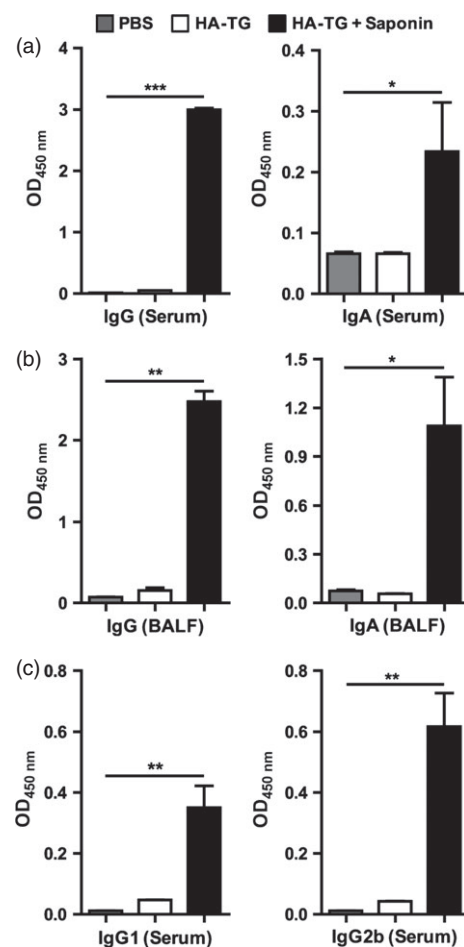 PBS HA-TG HA-TG + Saponin
(a)
OD450 nm
4
3
2
1
0
***
IgG (Serum)
OD450 nm
0.4
0.3
0.2
0.1
0.0
*
IgA (Serum)
(b)
OD450 nm
3
2
1
0
**
IgG (BALF)
OD450 nm
1.5
1.2
0.9
0.6
0.3
0.0
*
IgA (BALF)
(c)
OD450 nm
0.8
0.6
0.4
0.2
0.0
**
IgG1 (Serum)
OD450 nm
0.8
0.6
0.4
0.2
0.0
**
IgG2b (Serum)